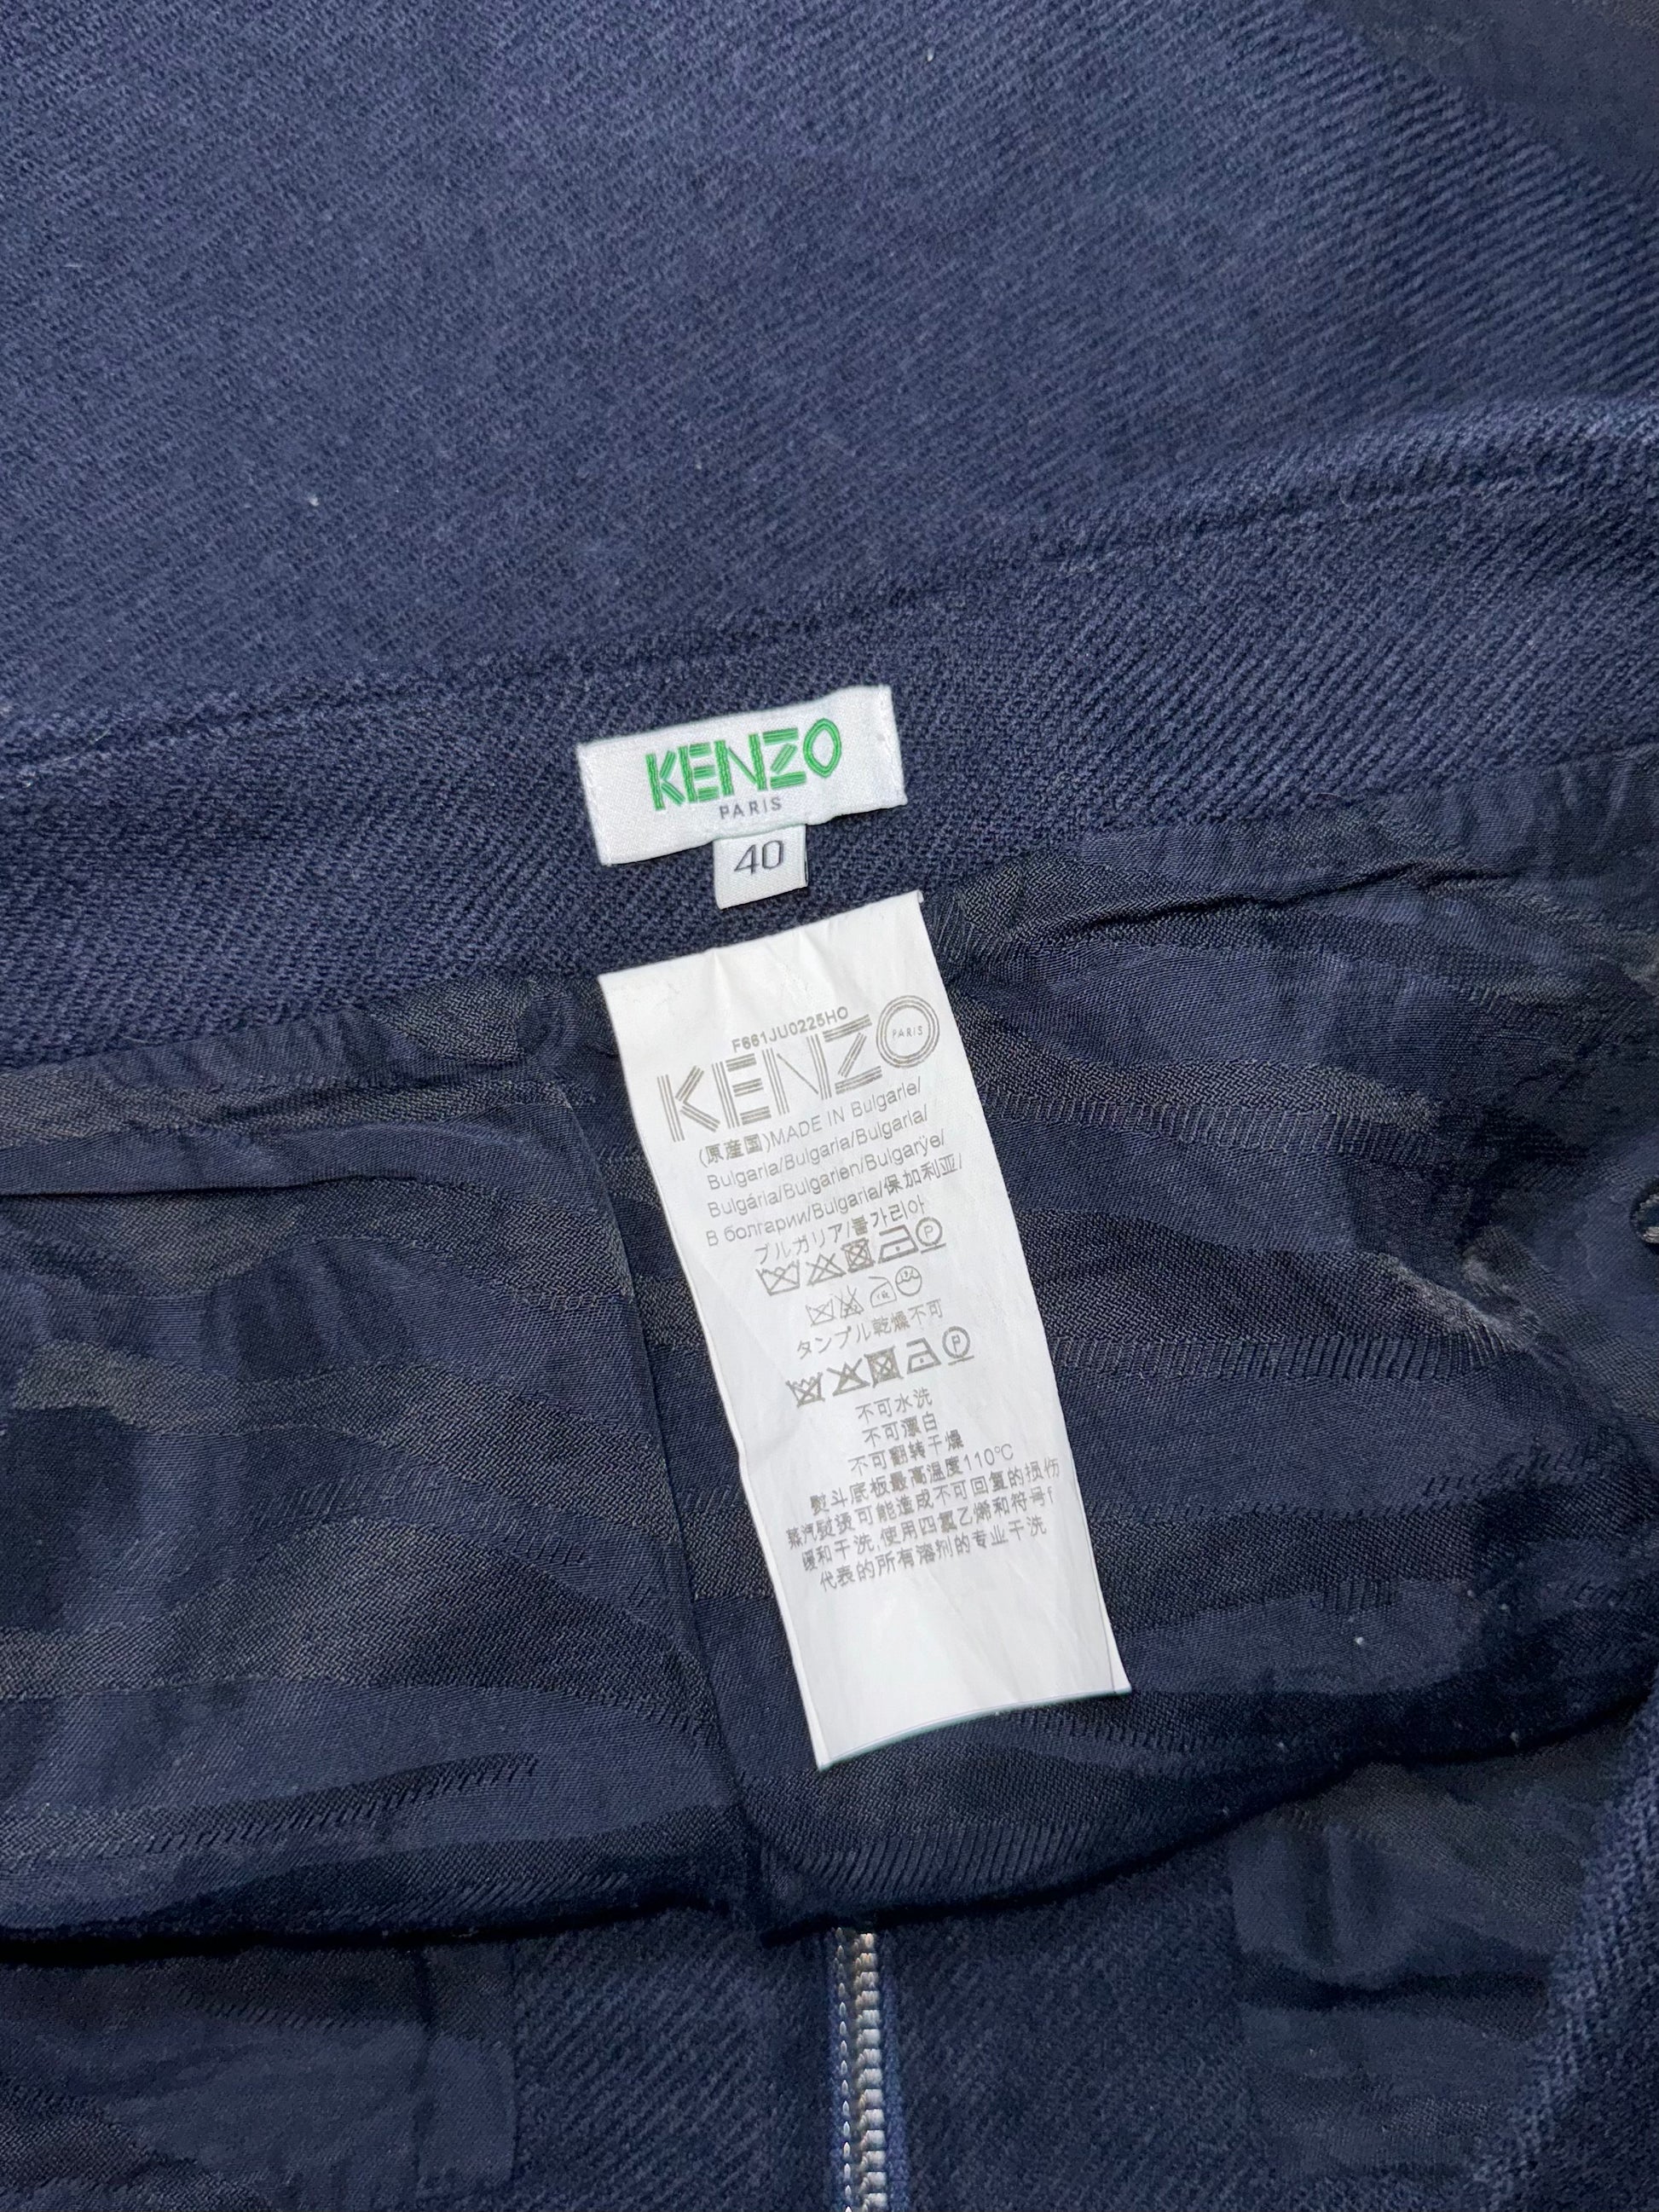 KENZO
PARIS
40
F661JU0225HO
KENZO
PARIS
(原産国)MADE IN Bulgarie/
Bulgaria/Bulgaria/Bulgaria/
Bulgária/Bulgarien/Bulgarÿe/
В болгарии/Bulgaria/保加利亚/
ブルガリア/불가리아
P
タンブル乾燥不可
P
不可水洗
不可漂白
不可翻转干燥
熨斗底板最高温度110℃
蒸汽熨烫可能造成不可回复的损伤
缓和干洗,使用四氯乙烯和符号f
代表的所有溶剂的专业干洗